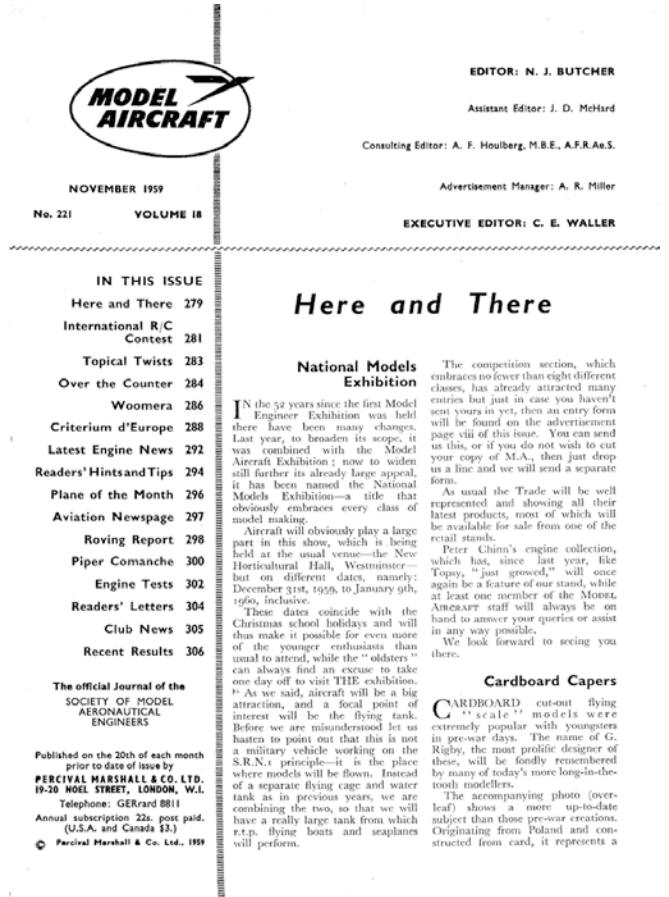 MODEL
AIRCRAFT
NOVEMBER 1959
No. 221 VOLUME 18
EDITOR: N. J. BUTCHER
Assistant Editor: J. D. McHard
Consulting Editor: A. F. Houlberg, M.B.E., A.F.R.Ae.S.
Advertisement Manager: A. R. Miller
EXECUTIVE EDITOR: C. E. WALLER
IN THIS ISSUE
Here and There 279
International R/C
Contest 281
Topical Twists 283
Over the Counter 284
Woomera 286
Criterium d'Europe 288
Latest Engine News 292
Readers' Hints and Tips 294
Plane of the Month 296
Aviation Newspage 297
Roving Report 298
Piper Comanche 300
Engine Tests 302
Readers' Letters 304
Club News 305
Recent Results 306
The official Journal of the
SOCIETY OF MODEL
AERONAUTICAL
ENGINEERS
Published on the 20th of each month
prior to date of issue by
PERCIVAL MARSHALL & CO. LTD.
19-20 NOEL STREET, LONDON, W.1.
Telephone: GERrard 8811
Annual subscription 22s. post paid.
(U.S.A. and Canada $3.)
© Percival Marshall & Co. Ltd., 1959
Here and There
National Models
Exhibition
IN the 52 years since the first Model
Engineer Exhibition was held
there have been many changes.
Last year, to broaden its scope, it
was combined with the Model
Aircraft Exhibition ; now to widen
still further its already large appeal,
it has been named the National
Models Exhibition—a title that
obviously embraces every class of
model making.
Aircraft will obviously play a large
part in this show, which is being
held at the usual venue—the New
Horticultural Hall, Westminster—
but on different dates, namely:
December 31st, 1959, to January 9th,
1960, inclusive.
These dates coincide with the
Christmas school holidays and will
thus make it possible for even more
of the younger enthusiasts than
usual to attend, while the " oldsters "
can always find an excuse to take
one day off to visit THE exhibition.
As we said, aircraft will be a big
attraction, and a focal point of
interest will be the flying tank.
Before we are misunderstood let us
hasten to point out that this is not
a military vehicle working on the
S.R.N.1 principle—it is the place
where models will be flown. Instead
of a separate flying cage and water
tank as in previous years, we are
combining the two, so that we will
have a really large tank from which
r.t.p. flying boats and seaplanes
will perform.
The competition section, which
embraces no fewer than eight different
classes, has already attracted many
entries but just in case you haven't
sent yours in yet, then an entry form
will be found on the advertisement
page viii of this issue. You can send
us this, or if you do not wish to cut
your copy of M.A., then just drop
us a line and we will send a separate
form.
As usual the Trade will be well
represented and showing all their
latest products, most of which will
be available for sale from one of the
retail stands.
Peter Chinn's engine collection,
which has, since last year, like
Topsy, " just growed," will once
again be a feature of our stand, while
at least one member of the MODEL
AIRCRAFT staff will always be on
hand to answer your queries or assist
in any way possible.
We look forward to seeing you
there.
Cardboard Capers
CARDBOARD cut-out flying
" scale " models were
extremely popular with youngsters
in pre-war days. The name of G.
Rigby, the most prolific designer of
these, will be fondly remembered
by many of today's more long-in-the-
tooth modellers.
The accompanying photo (over-
leaf) shows a more up-to-date
subject than those pre-war creations.
Originating from Poland and con-
structed from card, it represents a